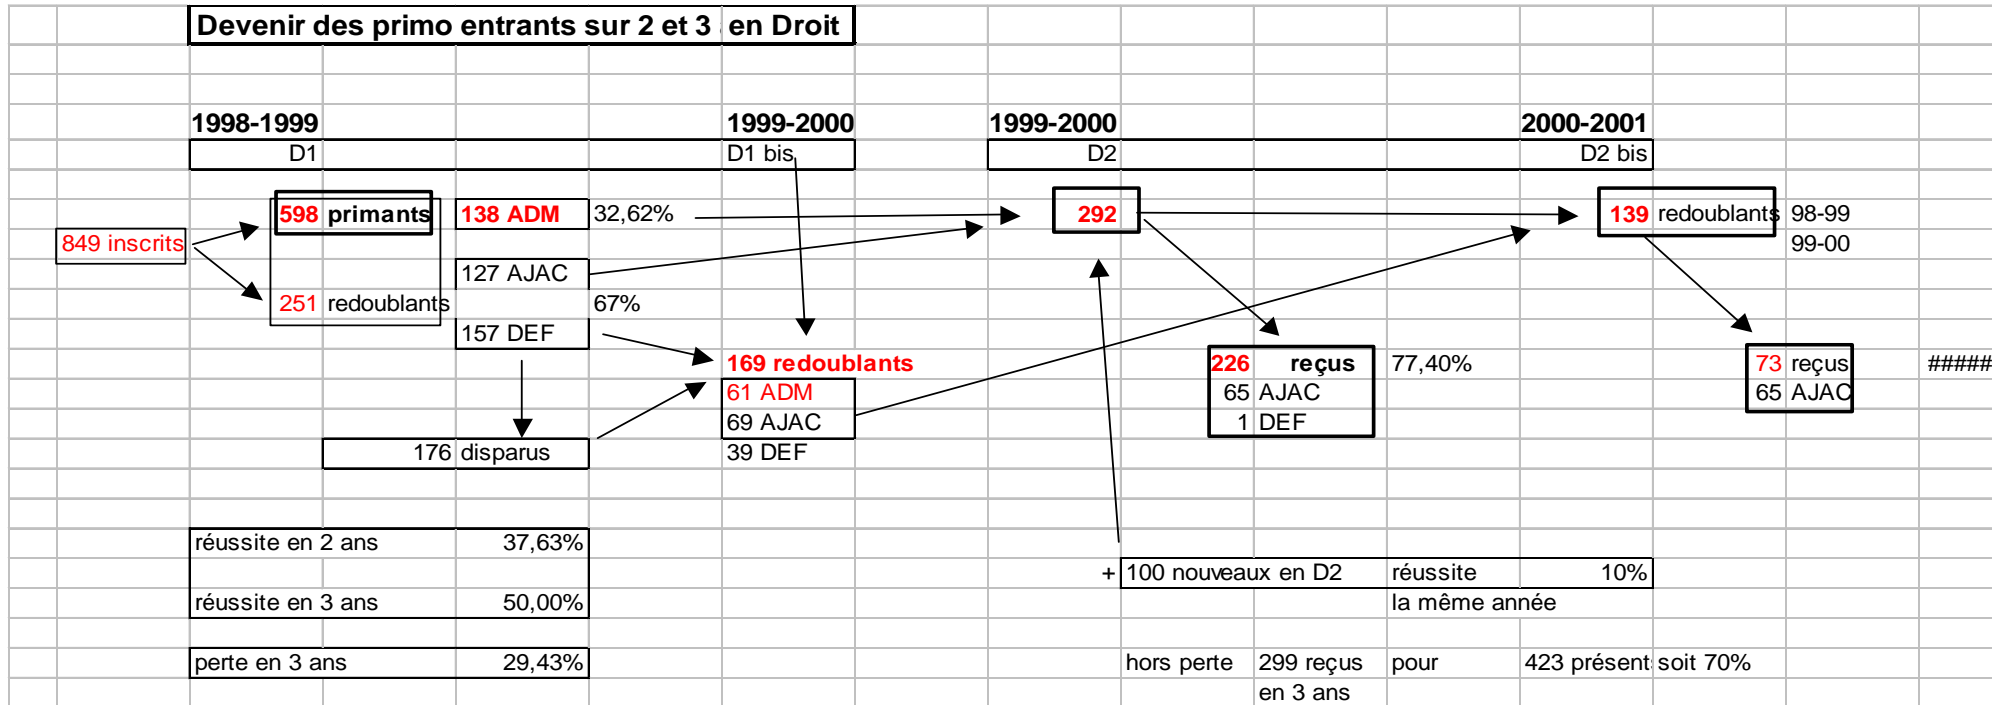 Devenir des primo entrants sur 2 et 3 en Droit
1998-1999 1999-2000 1999-2000 2000-2001
D1 D1 bis D2 D2 bis
598 primants 138 ADM 32,62% 292 139 redoublants 98-99
849 inscrits 99-00
127 AJAC
251 redoublants 67%
157 DEF
169 redoublants 226 reçus 77,40% 73 reçus #####
61 ADM 65 AJAC 65 AJAC
69 AJAC 1 DEF
176 disparus 39 DEF
réussite en 2 ans 37,63%
+ 100 nouveaux en D2 réussite 10%
réussite en 3 ans 50,00% la même année
perte en 3 ans 29,43% hors perte 299 reçus pour 423 présent soit 70%
en 3 ans